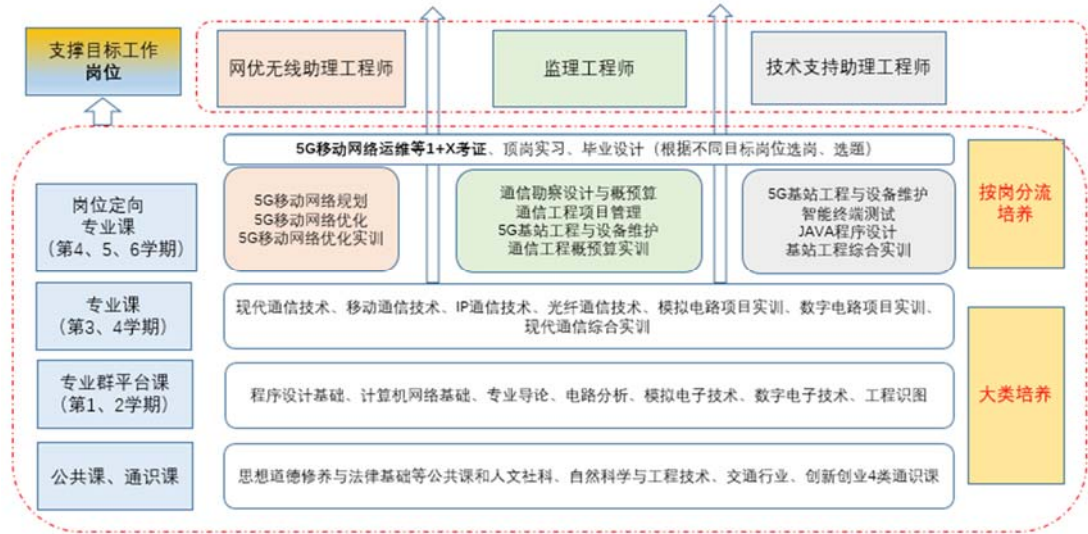 支撑目标工作
岗位
网优无线助理工程师
监理工程师
技术支持助理工程师
5G移动网络运维等1+X考证、顶岗实习、毕业设计（根据不同目标岗位选岗、选题）
岗位定向
专业课
（第4、5、6学期）
5G移动网络规划
5G移动网络优化
5G移动网络优化实训
通信勘察设计与概预算
通信工程项目管理
5G基站工程与设备维护
通信工程概预算实训
5G基站工程与设备维护
智能终端测试
JAVA程序设计
基站工程综合实训
按岗分流
培养
专业课
（第3、4学期）
现代通信技术、移动通信技术、IP通信技术、光纤通信技术、模拟电路项目实训、数字电路项目实训、
现代通信综合实训
专业群平台课
（第1、2学期）
程序设计基础、计算机网络基础、专业导论、电路分析、模拟电子技术、数字电子技术、工程识图
大类培养
公共课、通识课
思想道德修养与法律基础等公共课和人文社科、自然科学与工程技术、交通行业、创新创业4类通识课